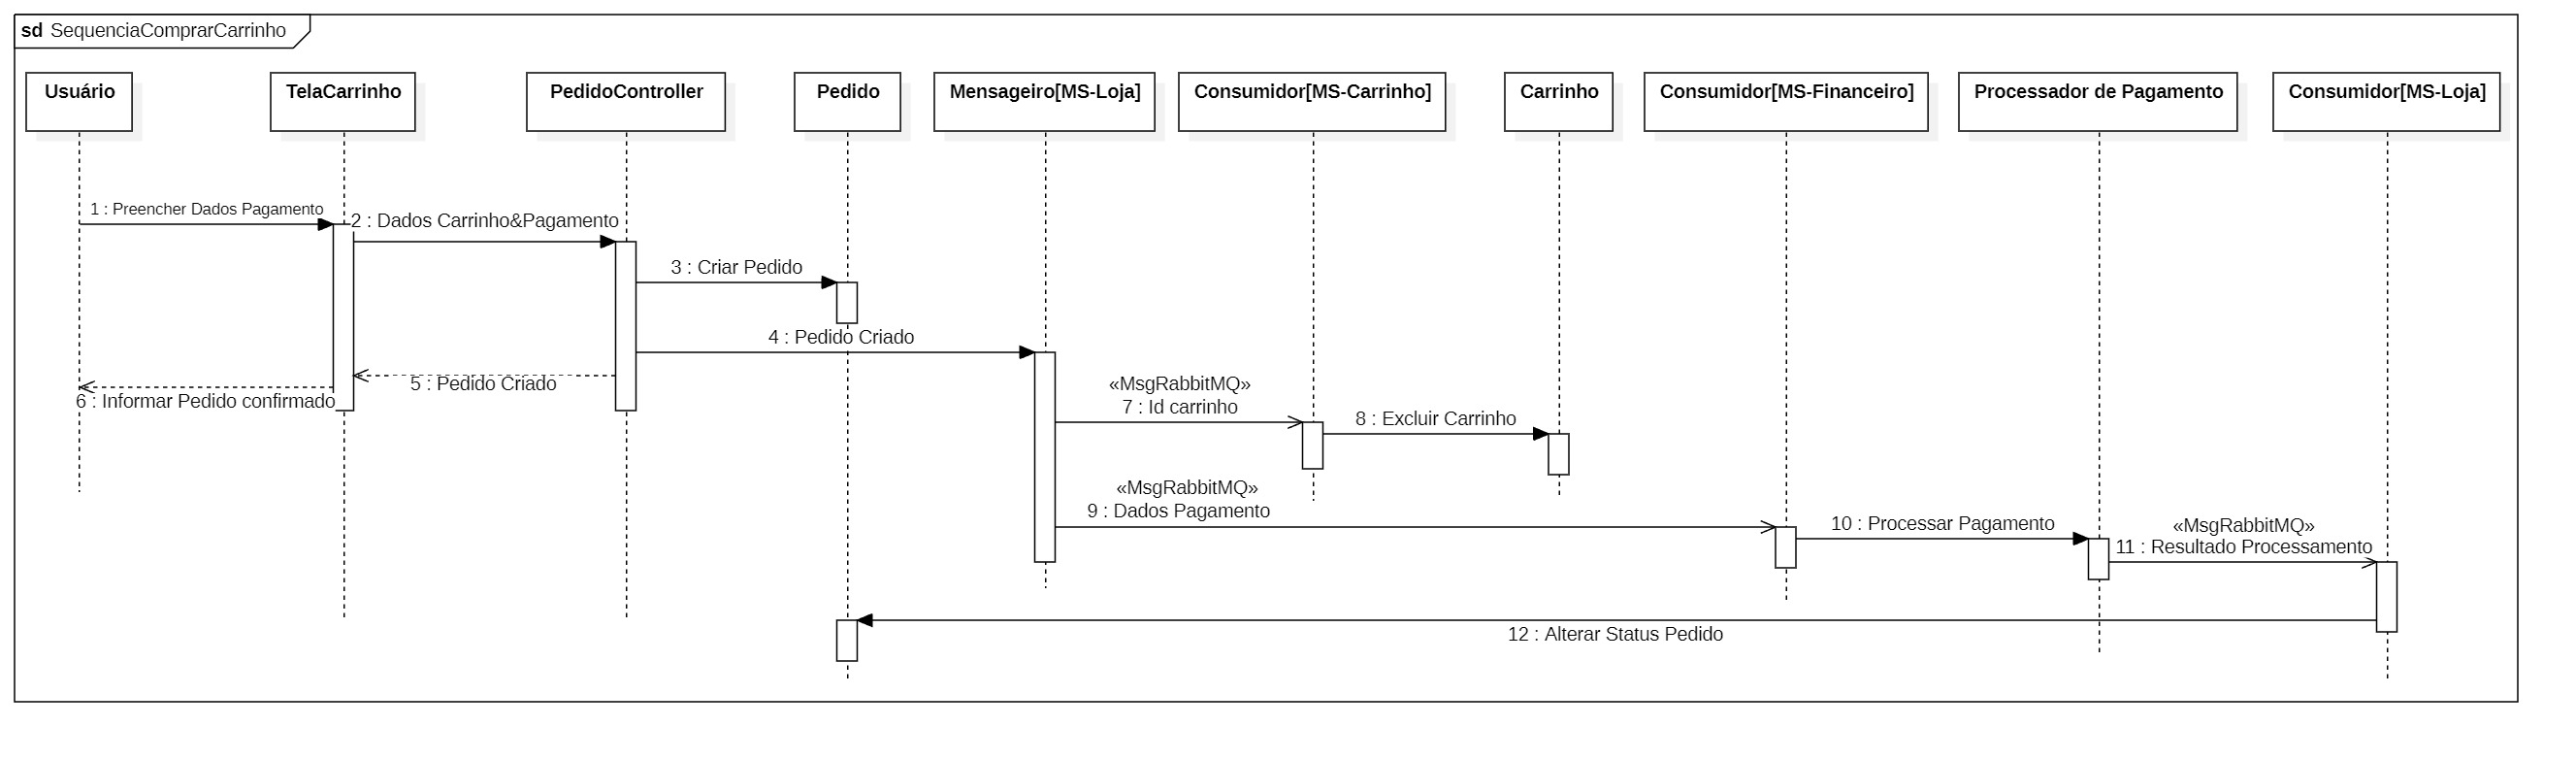 sd SequenciaComprarCarrinho
Usuário
TelaCarrinho
PedidoController
Pedido
Mensageiro[MS-Loja]
Consumidor[MS-Carrinho]
Carrinho
Consumidor[MS-Financeiro]
Processador de Pagamento
Consumidor[MS-Loja]
1 : Preencher Dados Pagamento
2 : Dados Carrinho&Pagamento
3 : Criar Pedido
4 : Pedido Criado
5 : Pedido Criado
6 : Informar Pedido confirmado
«MsgRabbitMQ»
7 : Id carrinho
8 : Excluir Carrinho
«MsgRabbitMQ»
9 : Dados Pagamento
10 : Processar Pagamento
«MsgRabbitMQ»
11 : Resultado Processamento
12 : Alterar Status Pedido